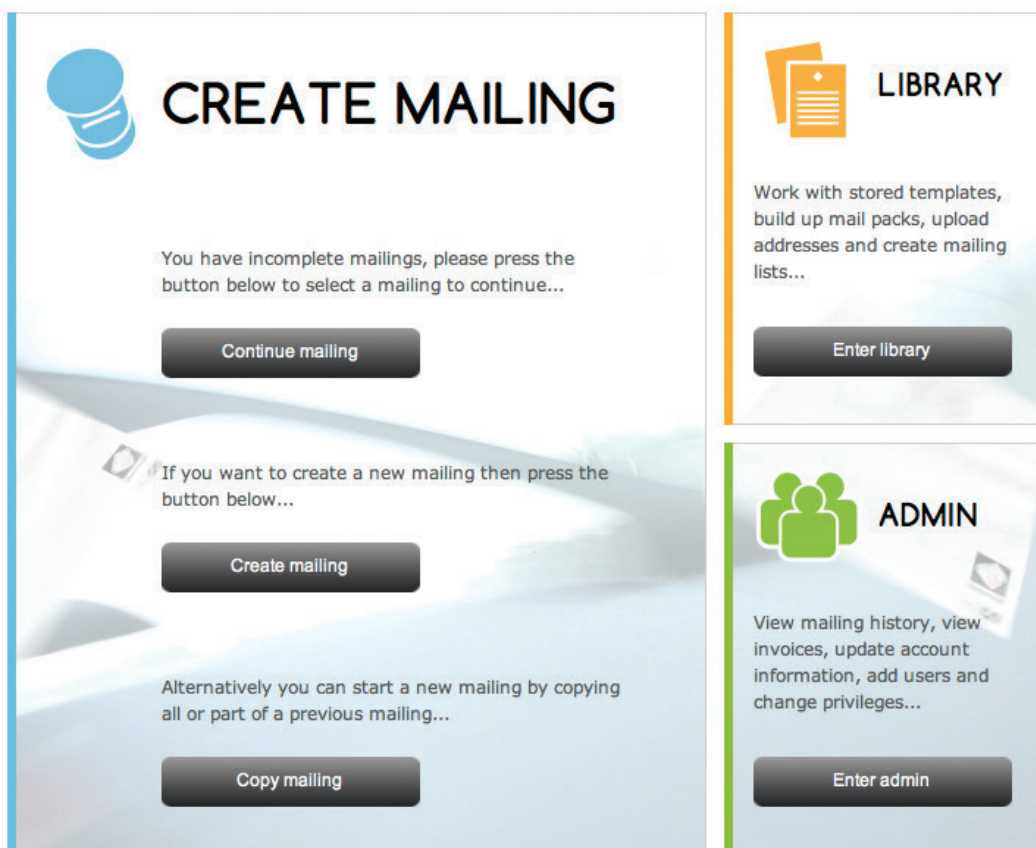 CREATE MAILING
You have incomplete mailings, please press the
button below to select a mailing to continue...
Continue mailing
If you want to create a new mailing then press the
button below...
Create mailing
Alternatively you can start a new mailing by copying
all or part of a previous mailing...
Copy mailing
LIBRARY
Work with stored templates,
build up mail packs, upload
addresses and create mailing
lists...
Enter library
ADMIN
View mailing history, view
invoices, update account
information, add users and
change privileges...
Enter admin